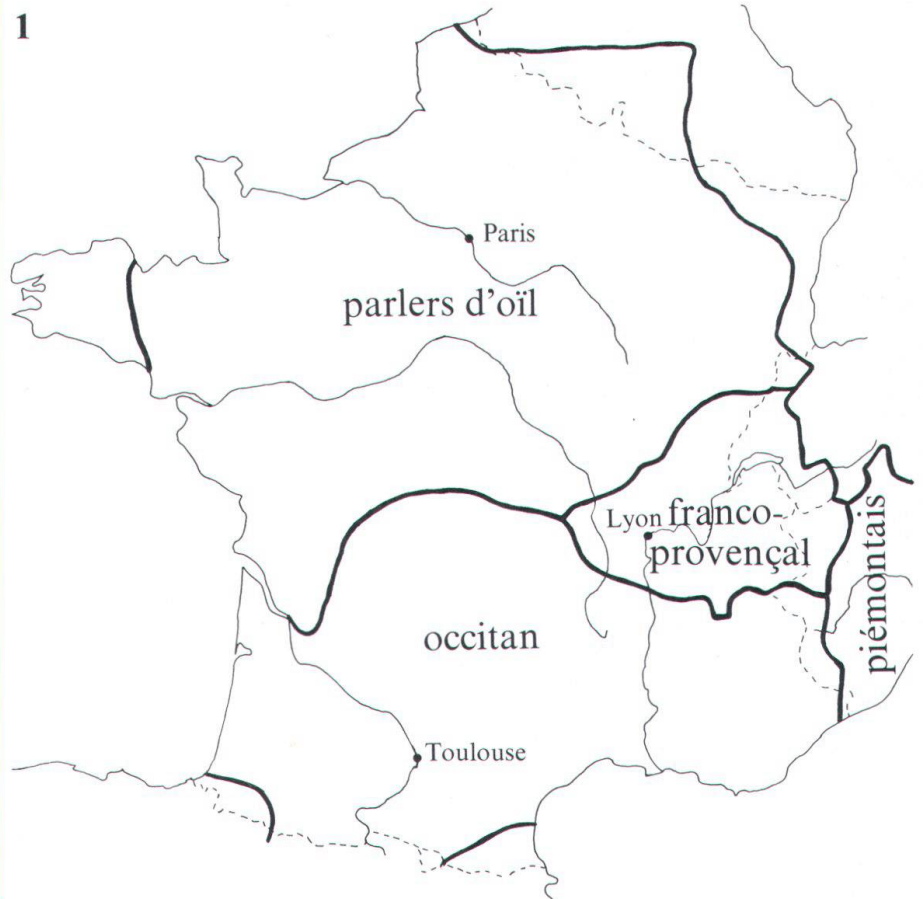 1
Paris
parlers d'oïl
Lyon franco-
provençal
piémontais
occitan
Toulouse